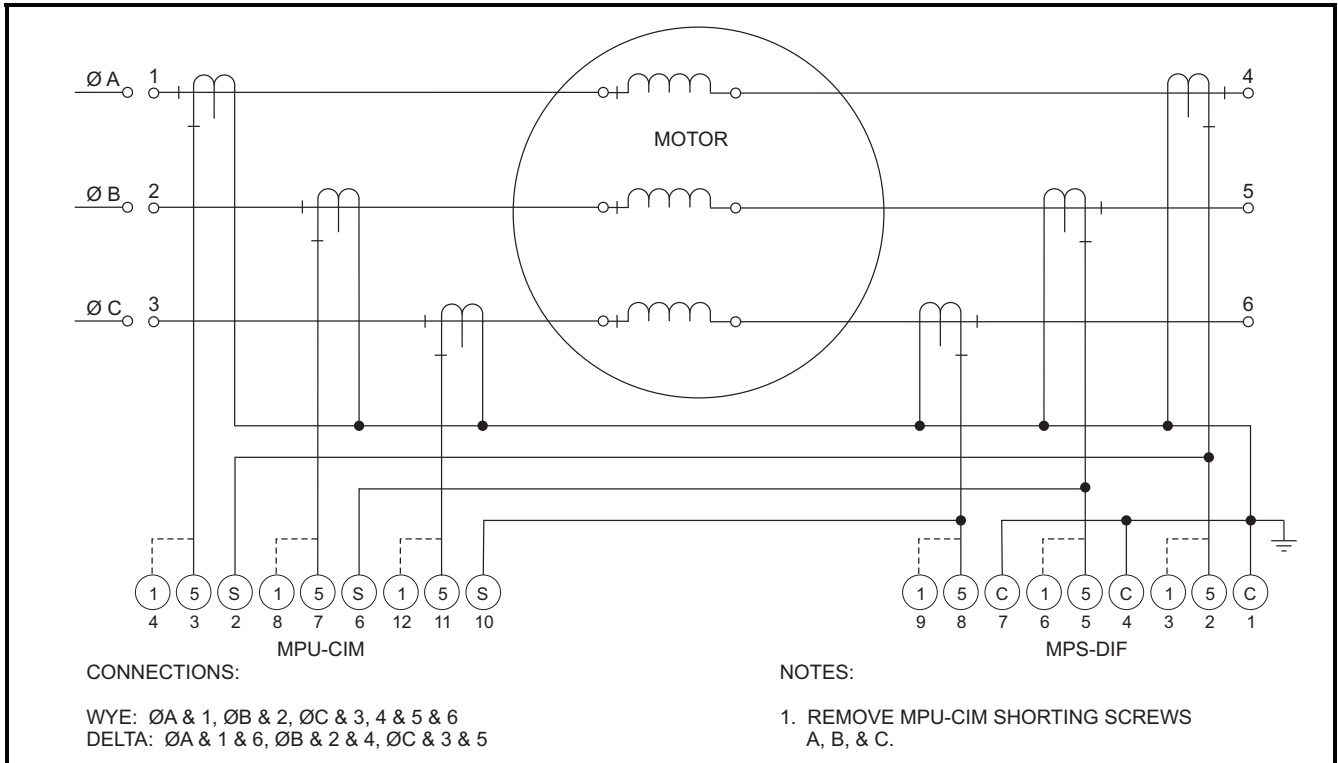 Ø A 1 4
MOTOR
Ø B 2 5
Ø C 3 6
1 5 S 1 5 S 1 5 S 1 5 C 1 5 C 1 5 C
4 3 2 8 7 6 12 11 10 9 8 7 6 5 4 3 2 1
MPU-CIM MPS-DIF
CONNECTIONS:
WYE: ØA & 1, ØB & 2, ØC & 3, 4 & 5 & 6
DELTA: ØA & 1 & 6, ØB & 2 & 4, ØC & 3 & 5
NOTES:
1. REMOVE MPU-CIM SHORTING SCREWS
A, B, & C.